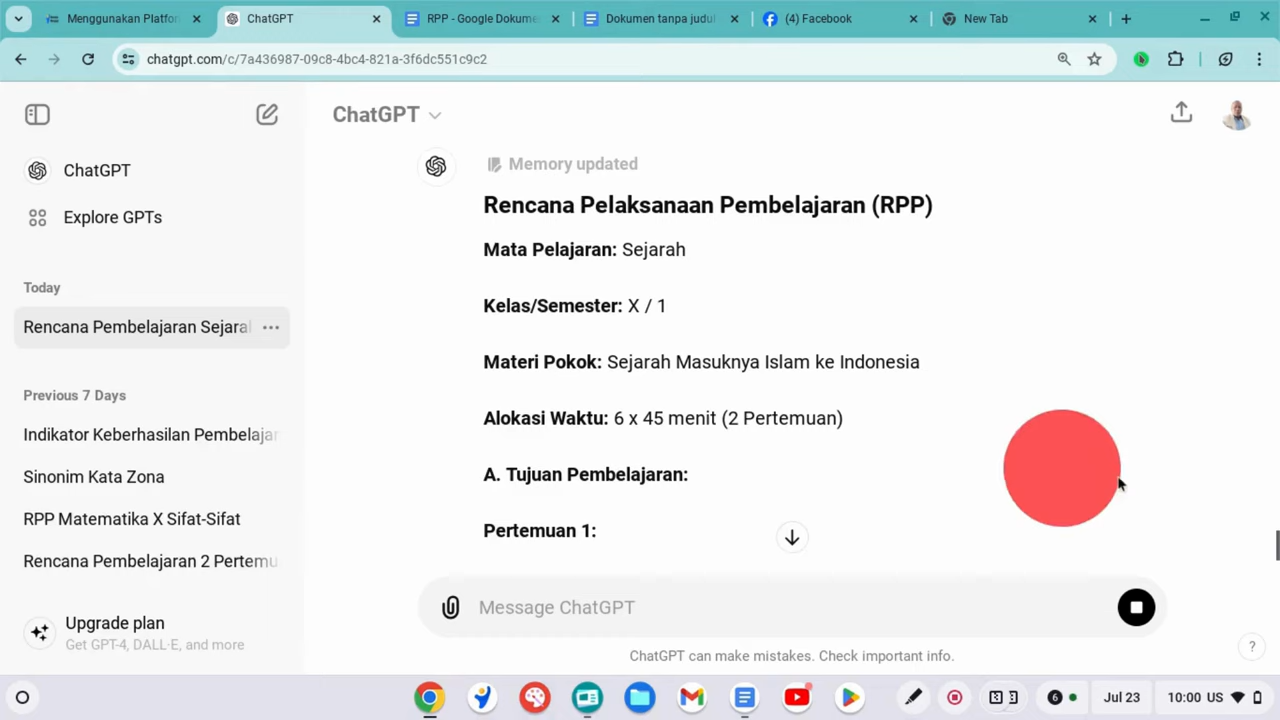 Menggunakan Platfor
ChatGPT
RPP - Google Dokume
Dokumen tanpa judul
(4) Facebook
New Tab
chatgpt.com/c/7a436987-09c8-4bc4-821a-3f6dc551c9c2
ChatGPT
ChatGPT
Explore GPTs
Today
Rencana Pembelajaran Sejaral
Previous 7 Days
Indikator Keberhasilan Pembelajar
Sinonim Kata Zona
RPP Matematika X Sifat-Sifat
Rencana Pembelajaran 2 Pertemu
Upgrade plan
Get GPT-4, DALL·E, and more
Memory updated
Rencana Pelaksanaan Pembelajaran (RPP)
Mata Pelajaran: Sejarah
Kelas/Semester: X / 1
Materi Pokok: Sejarah Masuknya Islam ke Indonesia
Alokasi Waktu: 6 x 45 menit (2 Pertemuan)
A. Tujuan Pembelajaran:
Pertemuan 1:
Message ChatGPT
ChatGPT can make mistakes. Check important info.
?
6
Jul 23
10:00 US